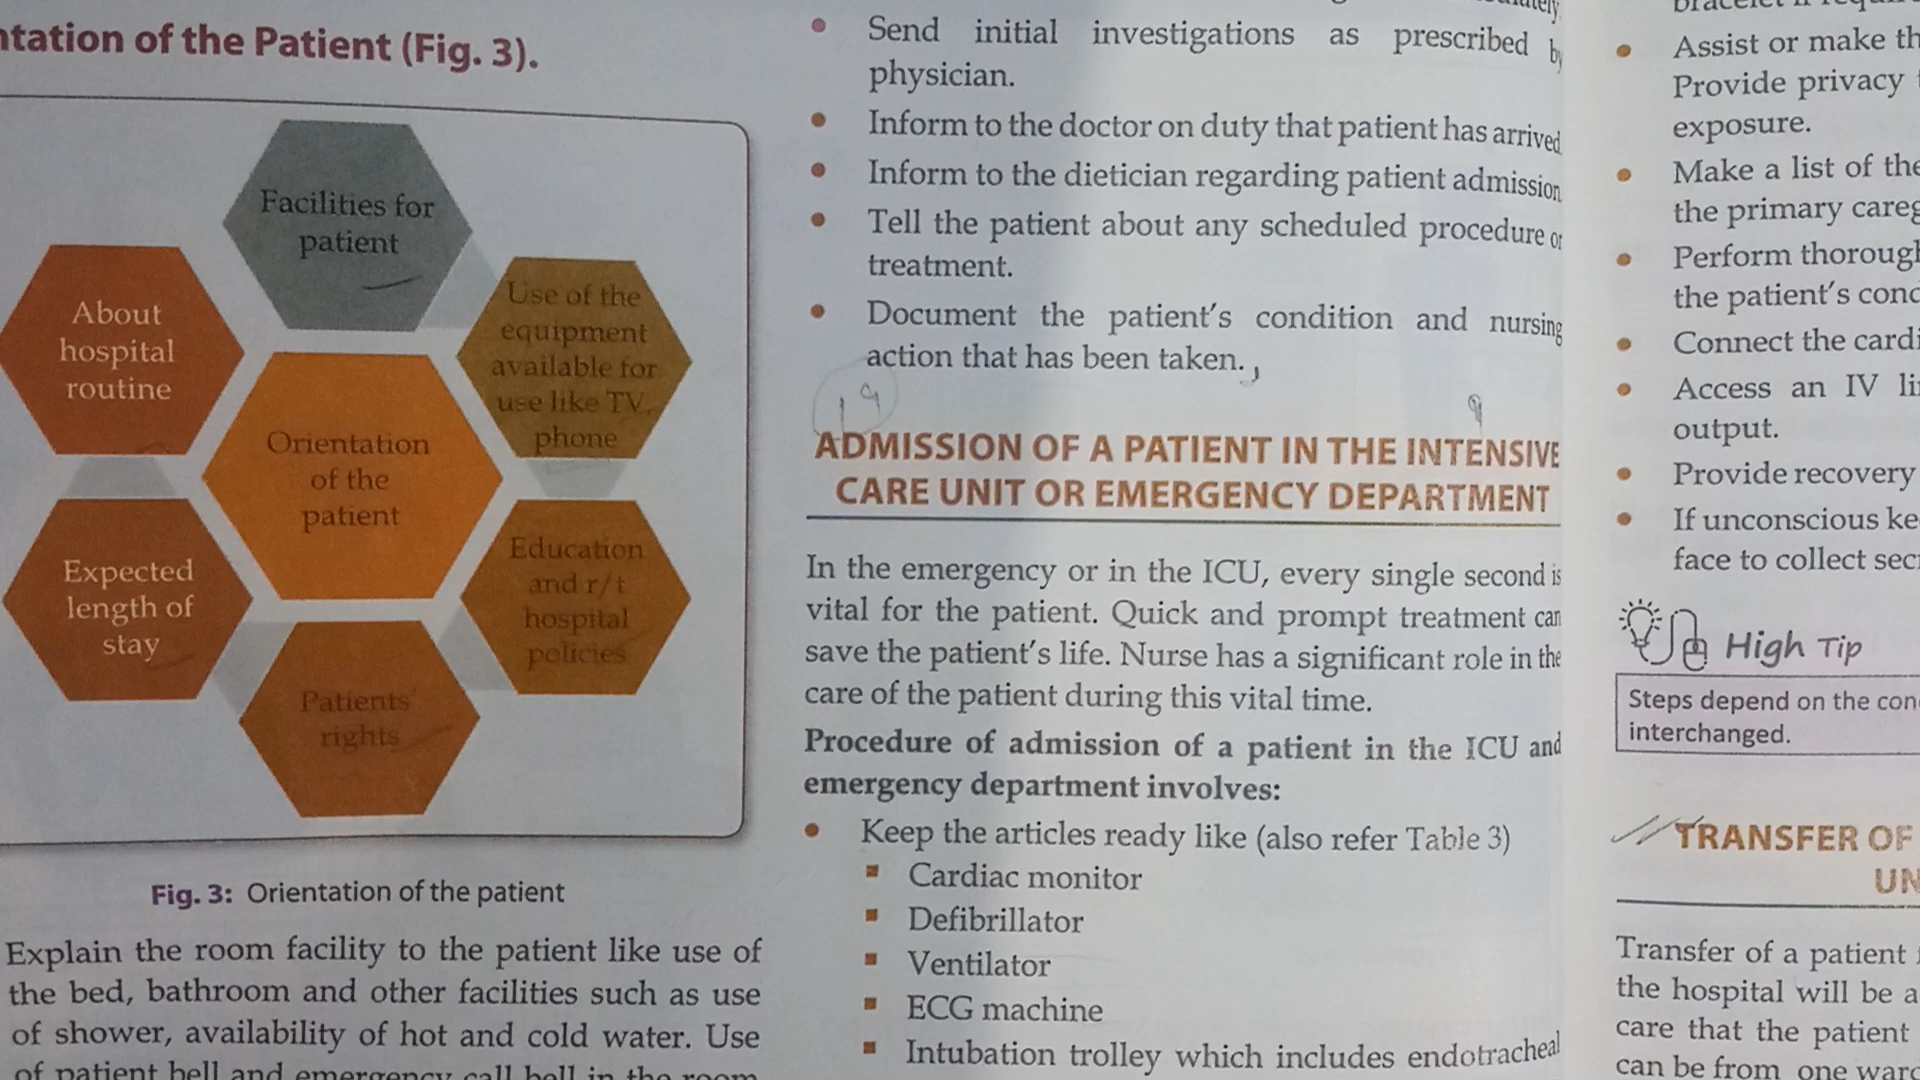 ntation of the Patient (Fig. 3).
Facilities for
patient
About
hospital
routine
Use of the
equipment
available for
use like TV,
phone
Orientation
of the
patient
Expected
length of
stay
Education
and r/t
hospital
policies
Patients'
rights
Fig. 3: Orientation of the patient
Explain the room facility to the patient like use of
the bed, bathroom and other facilities such as use
of shower, availability of hot and cold water. Use
of patient bell and emergency call bell in the room
• Send initial investigations as prescribed by
physician.
• Inform to the doctor on duty that patient has arrived
• Inform to the dietician regarding patient admission
• Tell the patient about any scheduled procedure or
treatment.
• Document the patient's condition and nursing
action that has been taken.
ADMISSION OF A PATIENT IN THE INTENSIVE
CARE UNIT OR EMERGENCY DEPARTMENT
In the emergency or in the ICU, every single second is
vital for the patient. Quick and prompt treatment can
save the patient's life. Nurse has a significant role in the
care of the patient during this vital time.
Procedure of admission of a patient in the ICU and
emergency department involves:
• Keep the articles ready like (also refer Table 3)
▪ Cardiac monitor
▪ Defibrillator
▪ Ventilator
▪ ECG machine
▪ Intubation trolley which includes endotracheal
• Assist or make th
Provide privacy
exposure.
• Make a list of the
the primary careg
• Perform thorough
the patient's cond
• Connect the cardi
• Access an IV li
output.
• Provide recovery
• If unconscious ke
face to collect sec
High Tip
Steps depend on the con
interchanged.
TRANSFER OF
UN
Transfer of a patient
the hospital will be a
care that the patient
can be from one ward